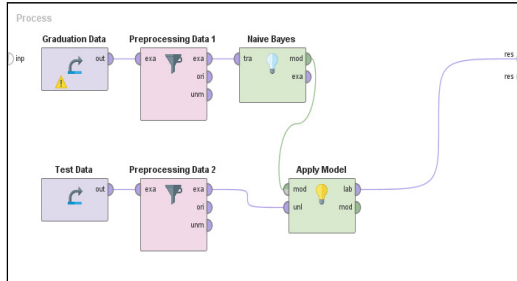 Process
Graduation Data Preprocessing Data 1 Naive Bayes
inp out exa exa tra mod res
ori exa res
unm
Test Data Preprocessing Data 2 Apply Model
out exa exa mod lab
ori unl mod
unm